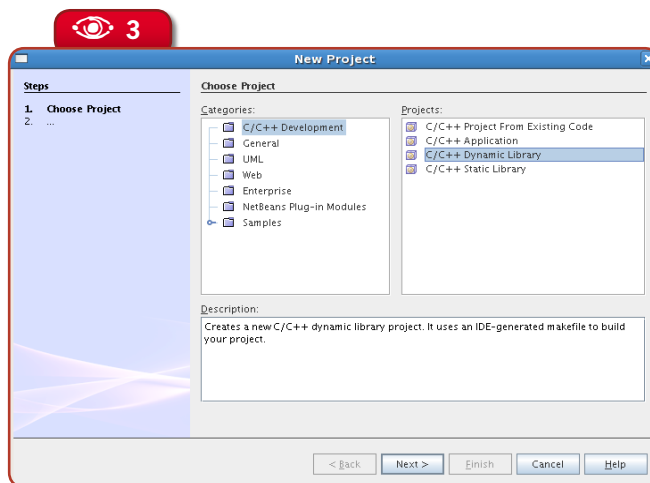 3
New Project
Steps
1. Choose Project
2. ...
Choose Project
Categories:
C/C++ Development
General
UML
Web
Enterprise
NetBeans Plug-in Modules
Samples
Projects:
C/C++ Project From Existing Code
C/C++ Application
C/C++ Dynamic Library
C/C++ Static Library
Description:
Creates a new C/C++ dynamic library project. It uses an IDE-generated makefile to build
your project.
< Back Next > Finish Cancel Help